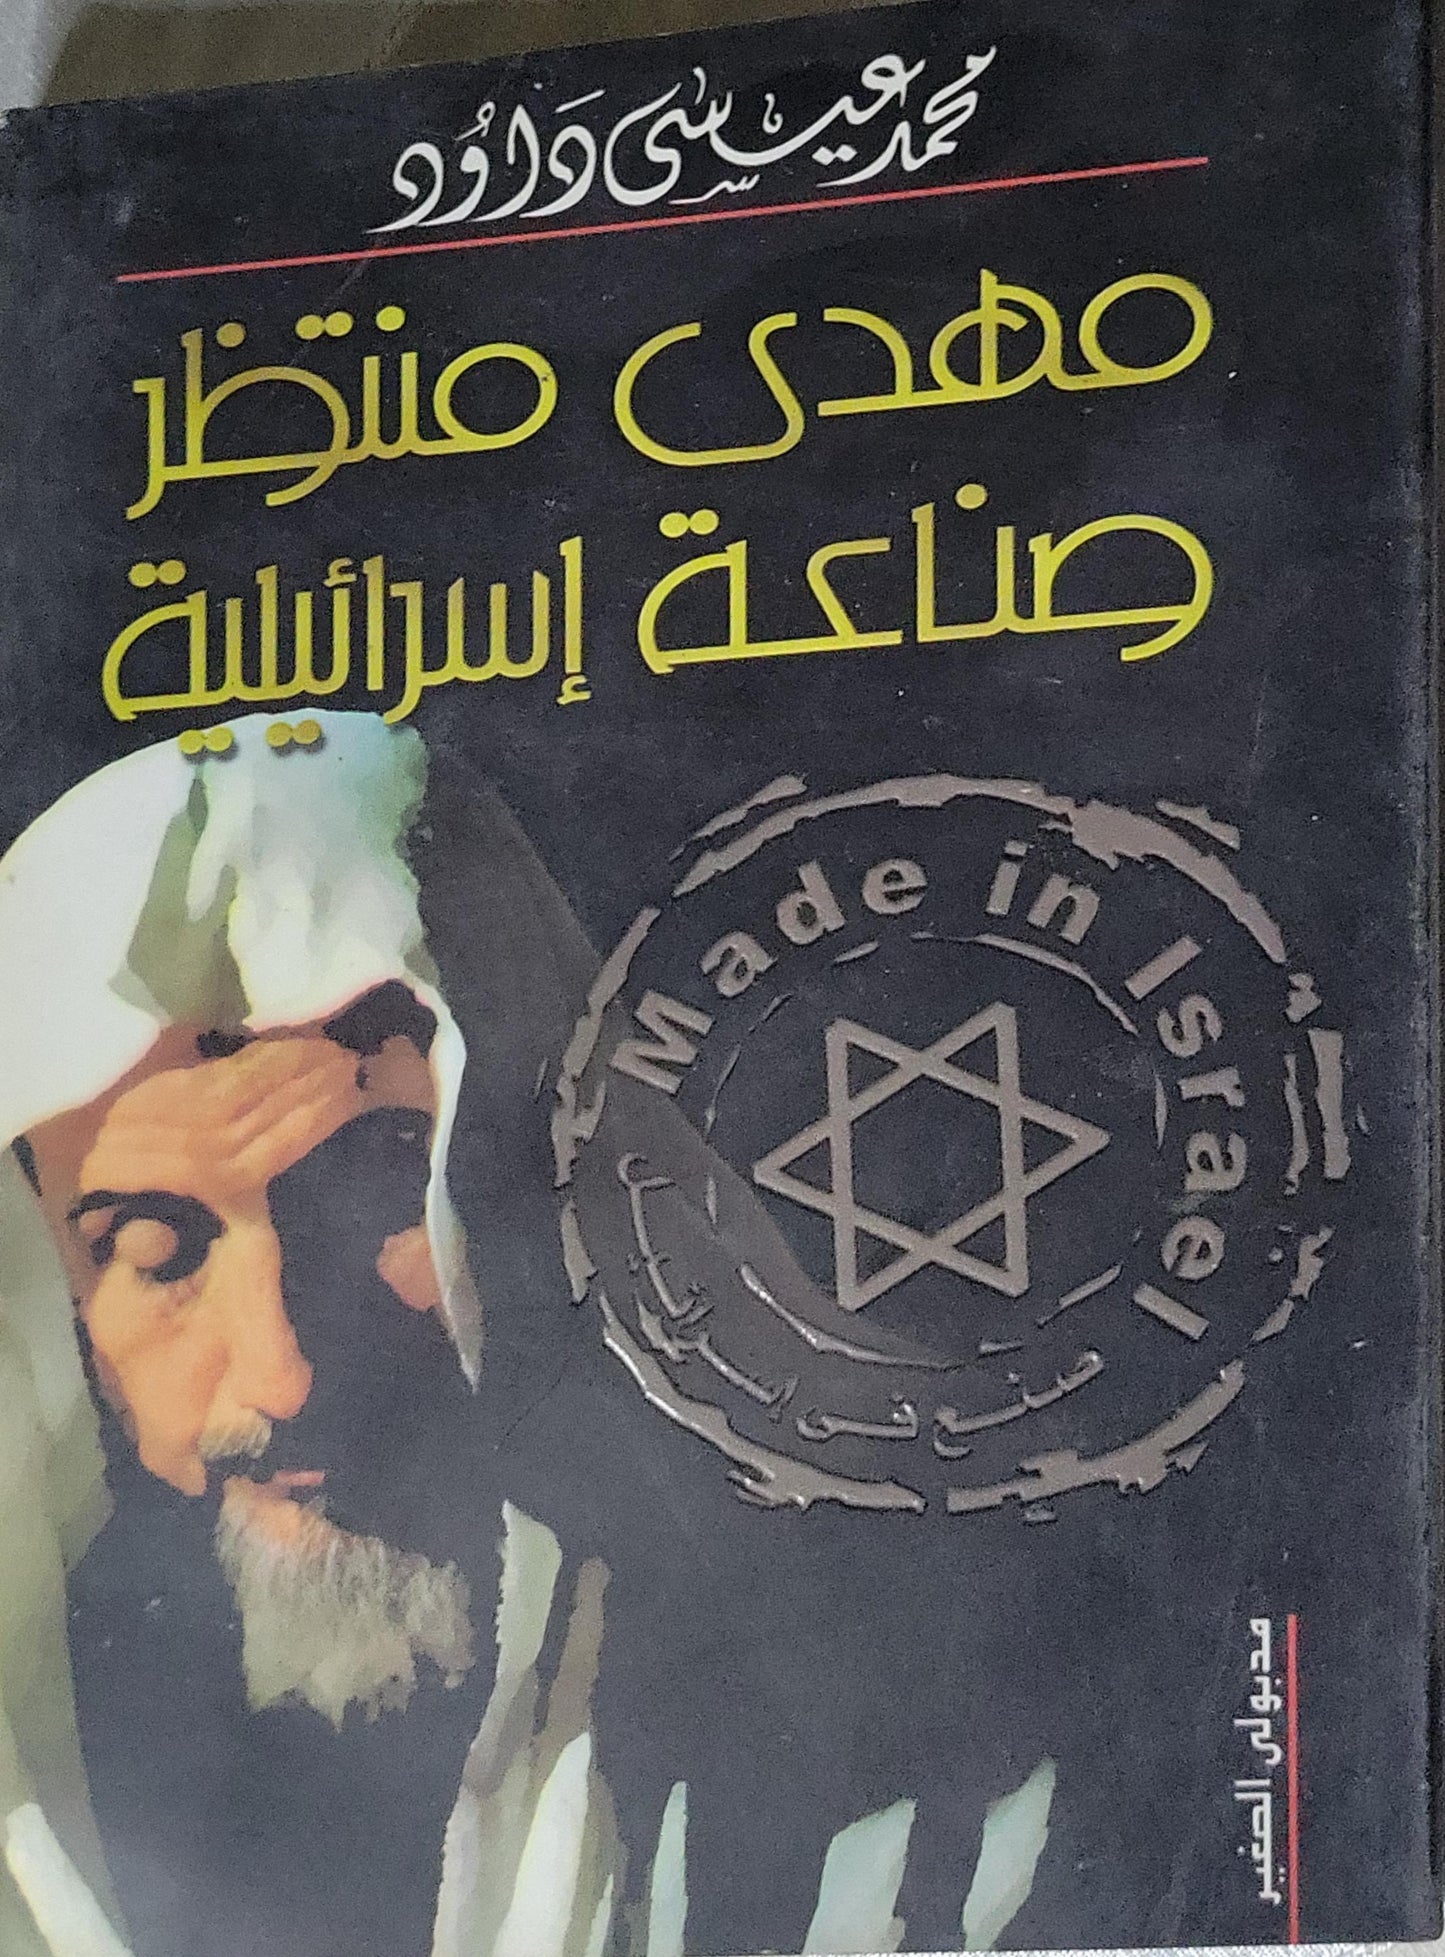 محمد عيسى داود
مهدى منتظر
صناعة إسرائيلية
Made in Israel
صنع فى إسرائيل
مدبولى الصغير